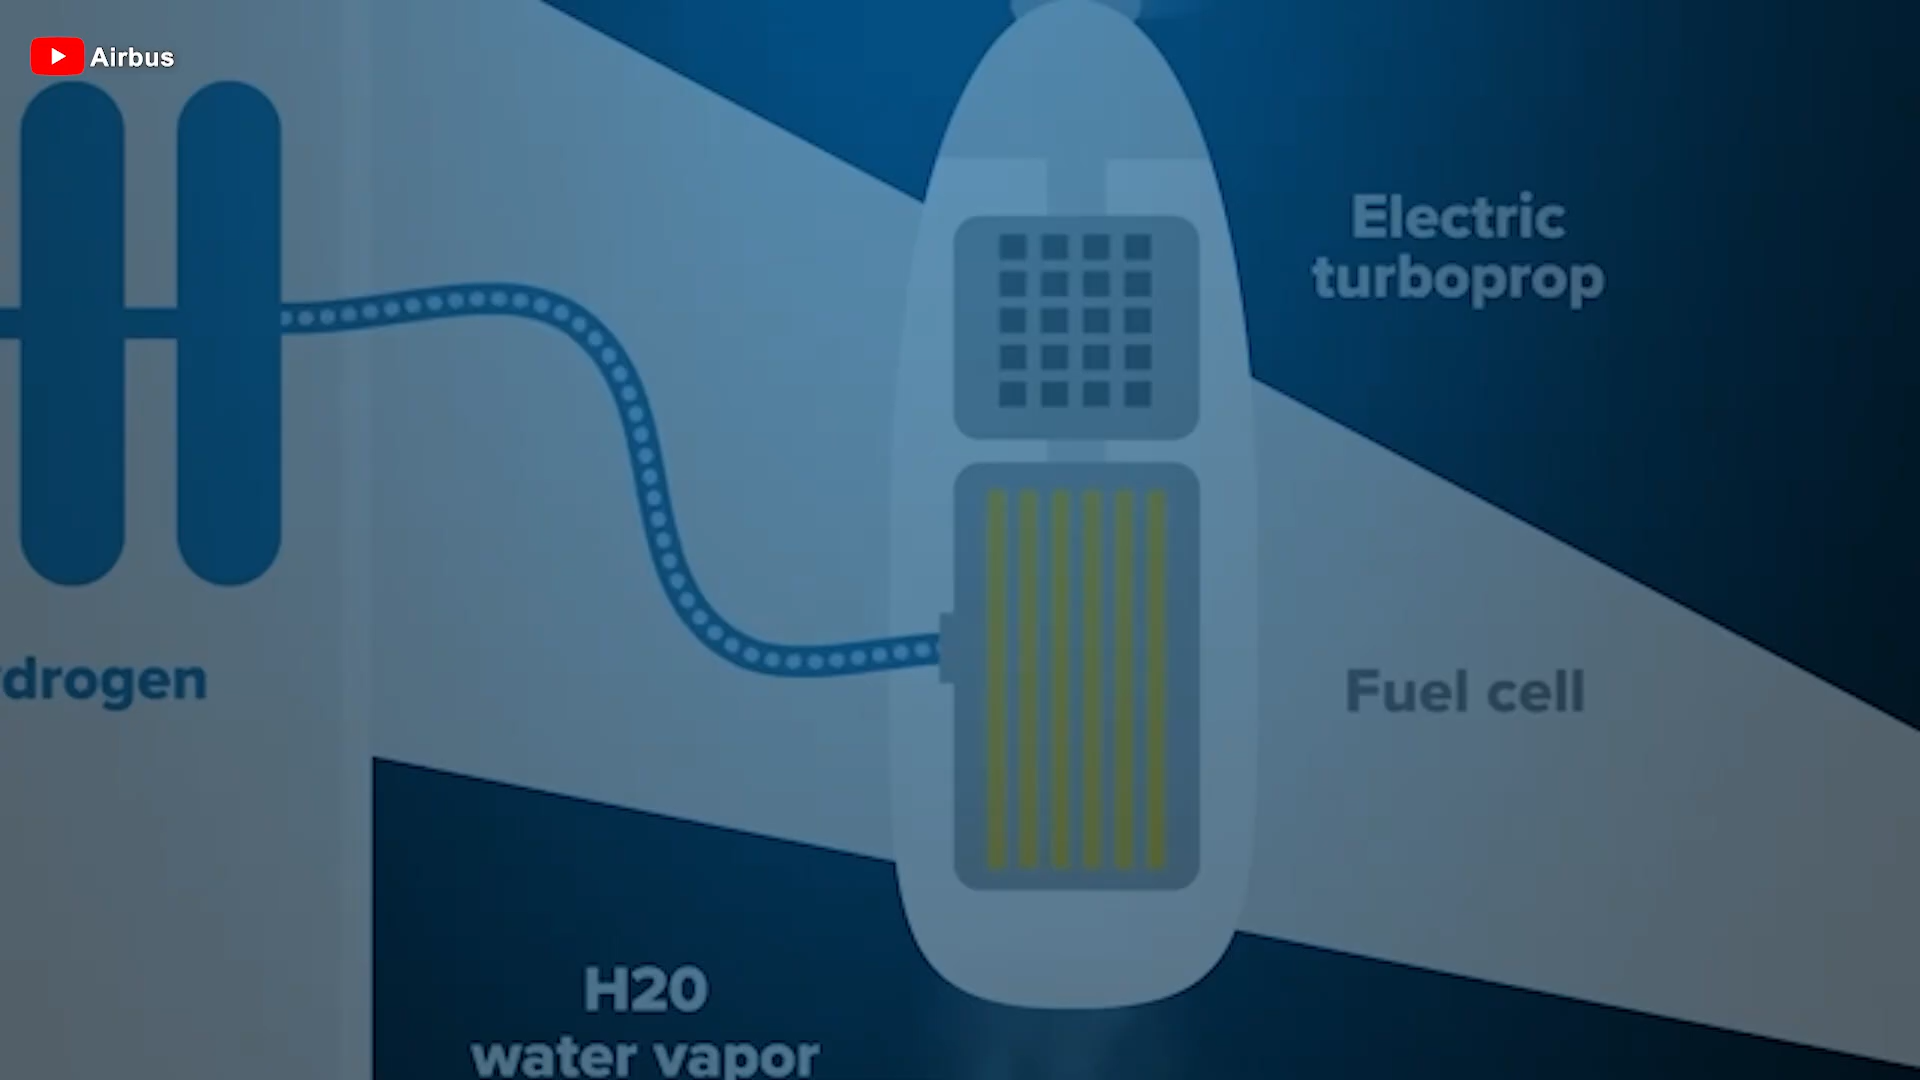 Airbus
Electric
turboprop
drogen
Fuel cell
H20
water vapor